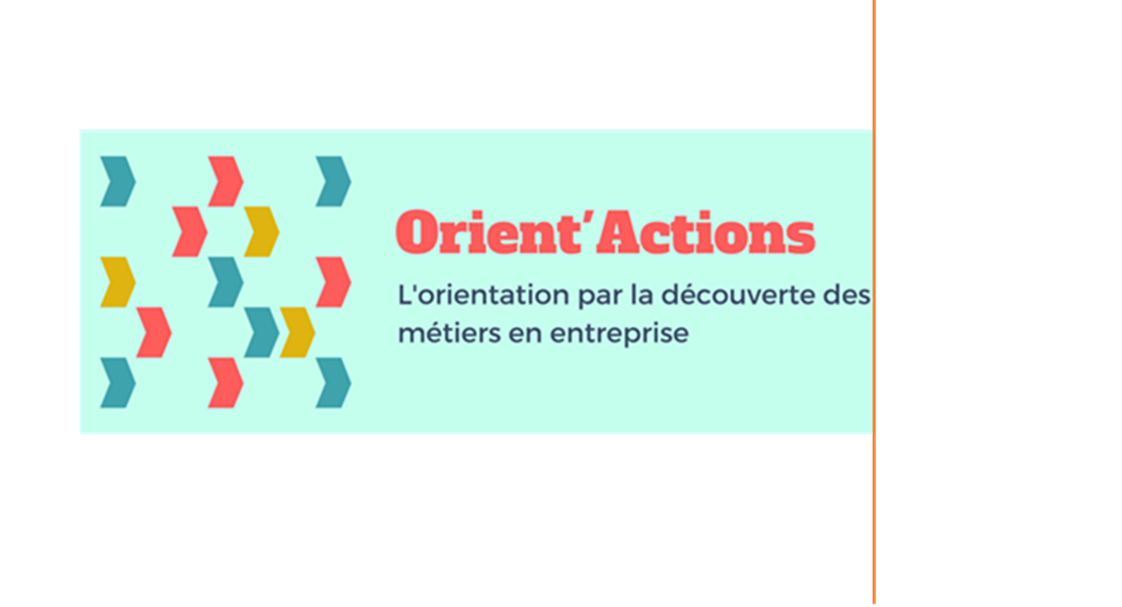 Orient'Actions
L'orientation par la découverte des
métiers en entreprise